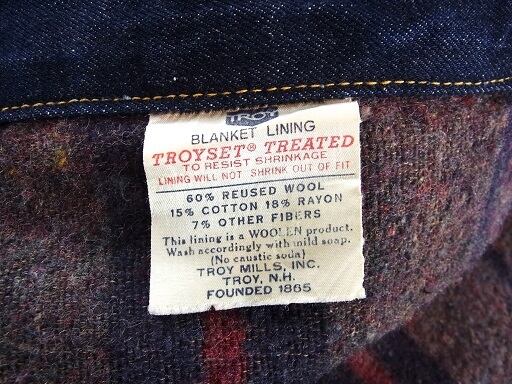 TROY
BLANKET LINING
TROYSET® TREATED
TO RESIST SHRINKAGE
LINING WILL NOT SHRINK OUT OF FIT
60% REUSED WOOL
15% COTTON 18% RAYON
7% OTHER FIBERS
This lining is a WOOLEN product.
Wash accordingly with mild soap.
(No caustic soda)
TROY MILLS, INC.
TROY, N.H.
FOUNDED 1865